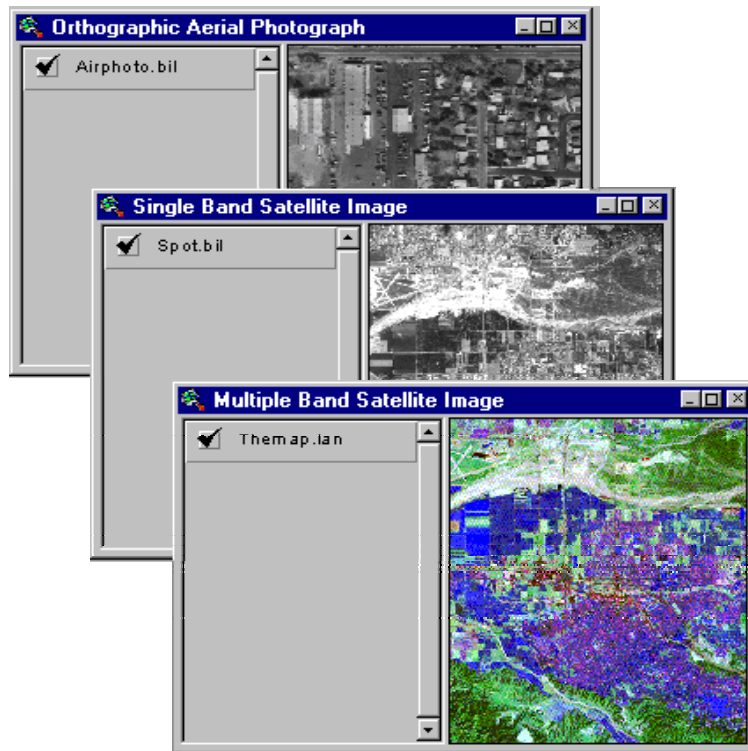 Orthographic Aerial Photograph
Airphoto.bil
Single Band Satellite Image
Spot.bil
Multiple Band Satellite Image
Themap.lan